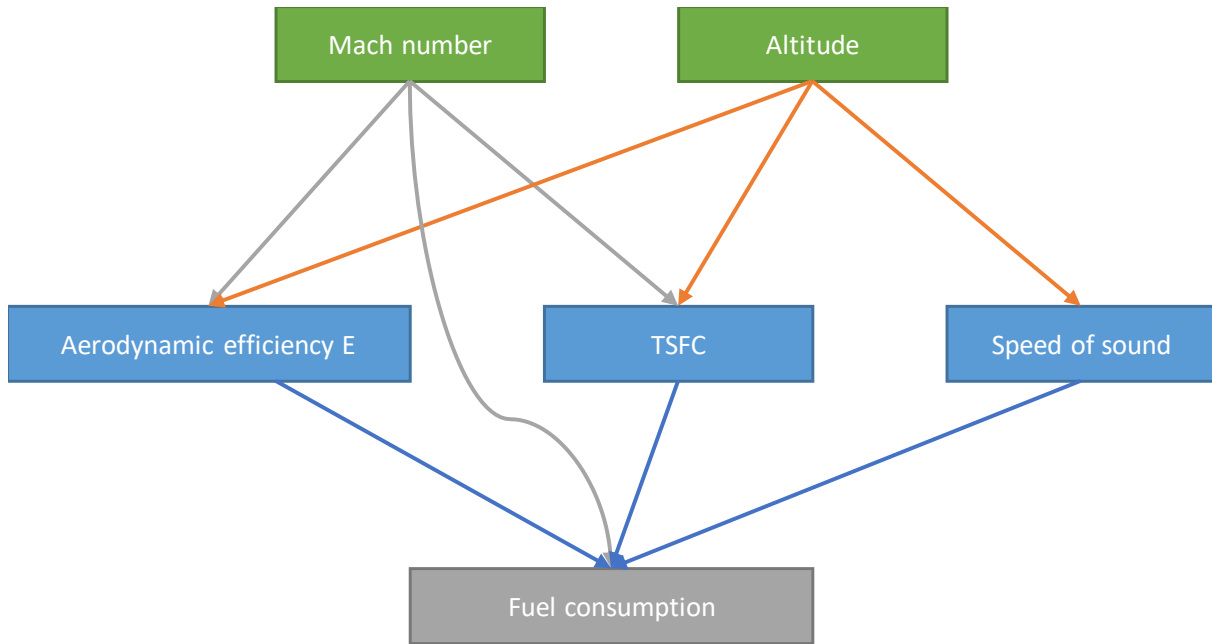 Mach number
Altitude
Aerodynamic efficiency E
TSFC
Speed of sound
Fuel consumption